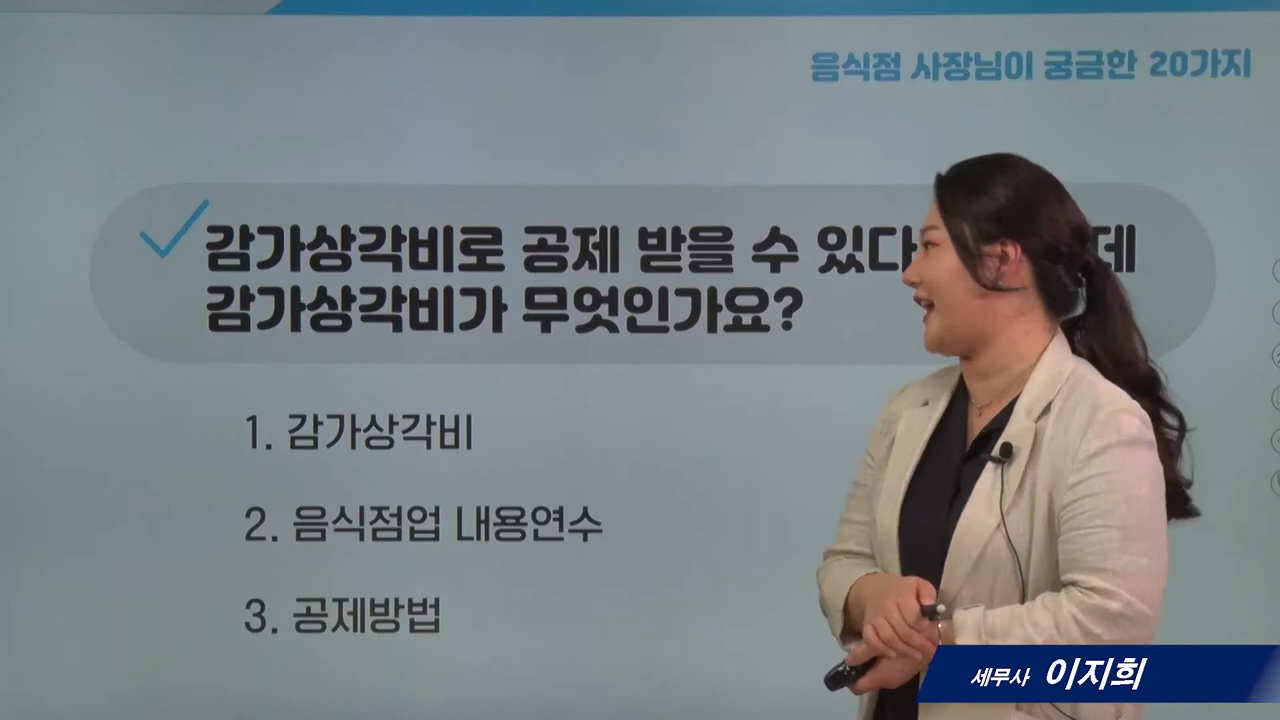 음식점 사장님이 궁금한 20가지
감가상각비로 공제 받을 수 있다 데
감가상각비가 무엇인가요?
1. 감가상각비
2. 음식점업 내용연수
3. 공제방법
세무사 이지희